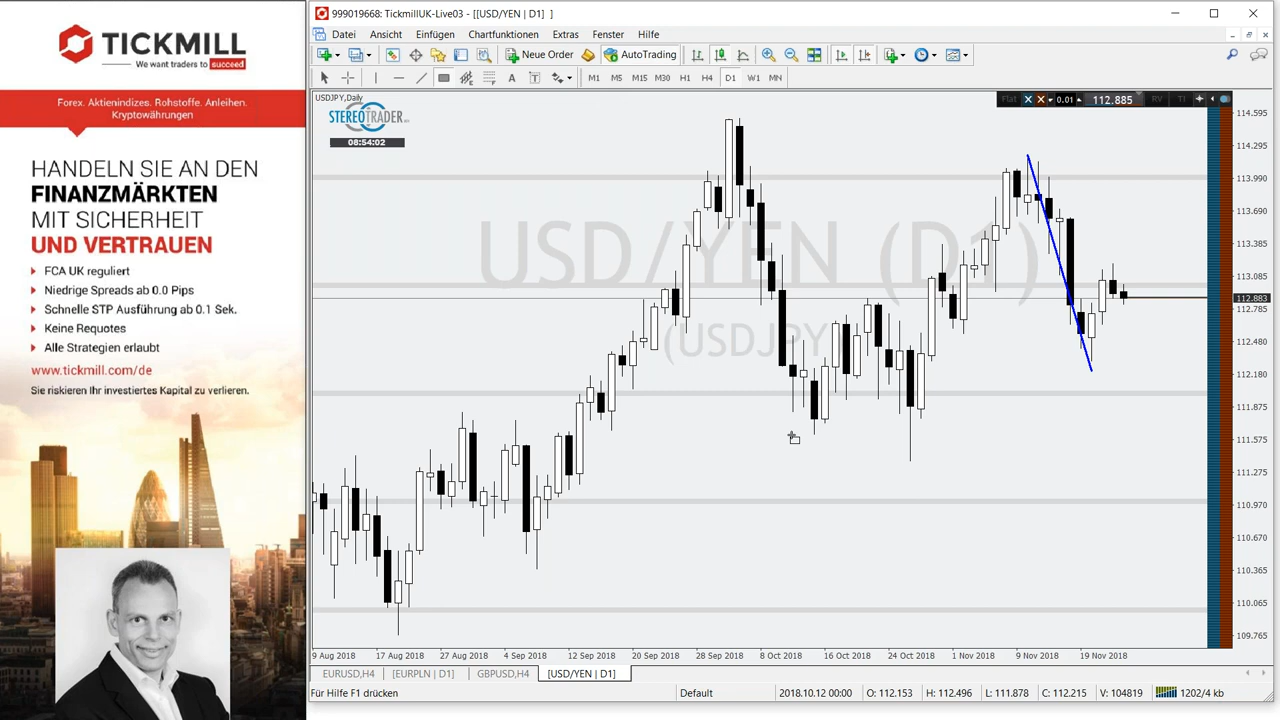 TICKMILL
We want traders to succeed
Forex. Aktienindizes. Rohstoffe. Anleihen.
Kryptowährungen
HANDELN SIE AN DEN
FINANZMÄRKTEN
MIT SICHERHEIT
UND VERTRAUEN
FCA UK reguliert
Niedrige Spreads ab 0.0 Pips
Schnelle STP Ausführung ab 0.1 Sek.
Keine Requotes
Alle Strategien erlaubt
www.tickmill.com/de
Sie riskieren Ihr investiertes Kapital zu verlieren.
999019668: TickmillUK-Live03 - [[USD/YEN | D1] ]
Datei Ansicht Einfügen Chartfunktionen Extras Fenster Hilfe
New Order AutoTrading
A T M1 M5 M15 M30 H1 H4 D1 W1 MN
USDJPY,Daily
STEREOTRADER
08:54:02
Flat 0.01 112.885 RV TI
USD/YEN (D1)
(USDJPY
114.595
114.295
113.990
113.690
113.385
113.085
112.883
112.785
112.480
112.180
111.875
111.575
111.275
110.970
110.670
110.365
110.065
109.765
9 Aug 2018 17 Aug 2018 27 Aug 2018 4 Sep 2018 12 Sep 2018 20 Sep 2018 28 Sep 2018 8 Oct 2018 16 Oct 2018 24 Oct 2018 1 Nov 2018 9 Nov 2018 19 Nov 2018
EURUSD,H4 [EURPLN | D1] GBPUSD,H4 [USD/YEN | D1]
Für Hilfe F1 drücken Default 2018.10.12 00:00 O: 112.153 H: 112.496 L: 111.878 C: 112.215 V: 104819 1202/4 kb